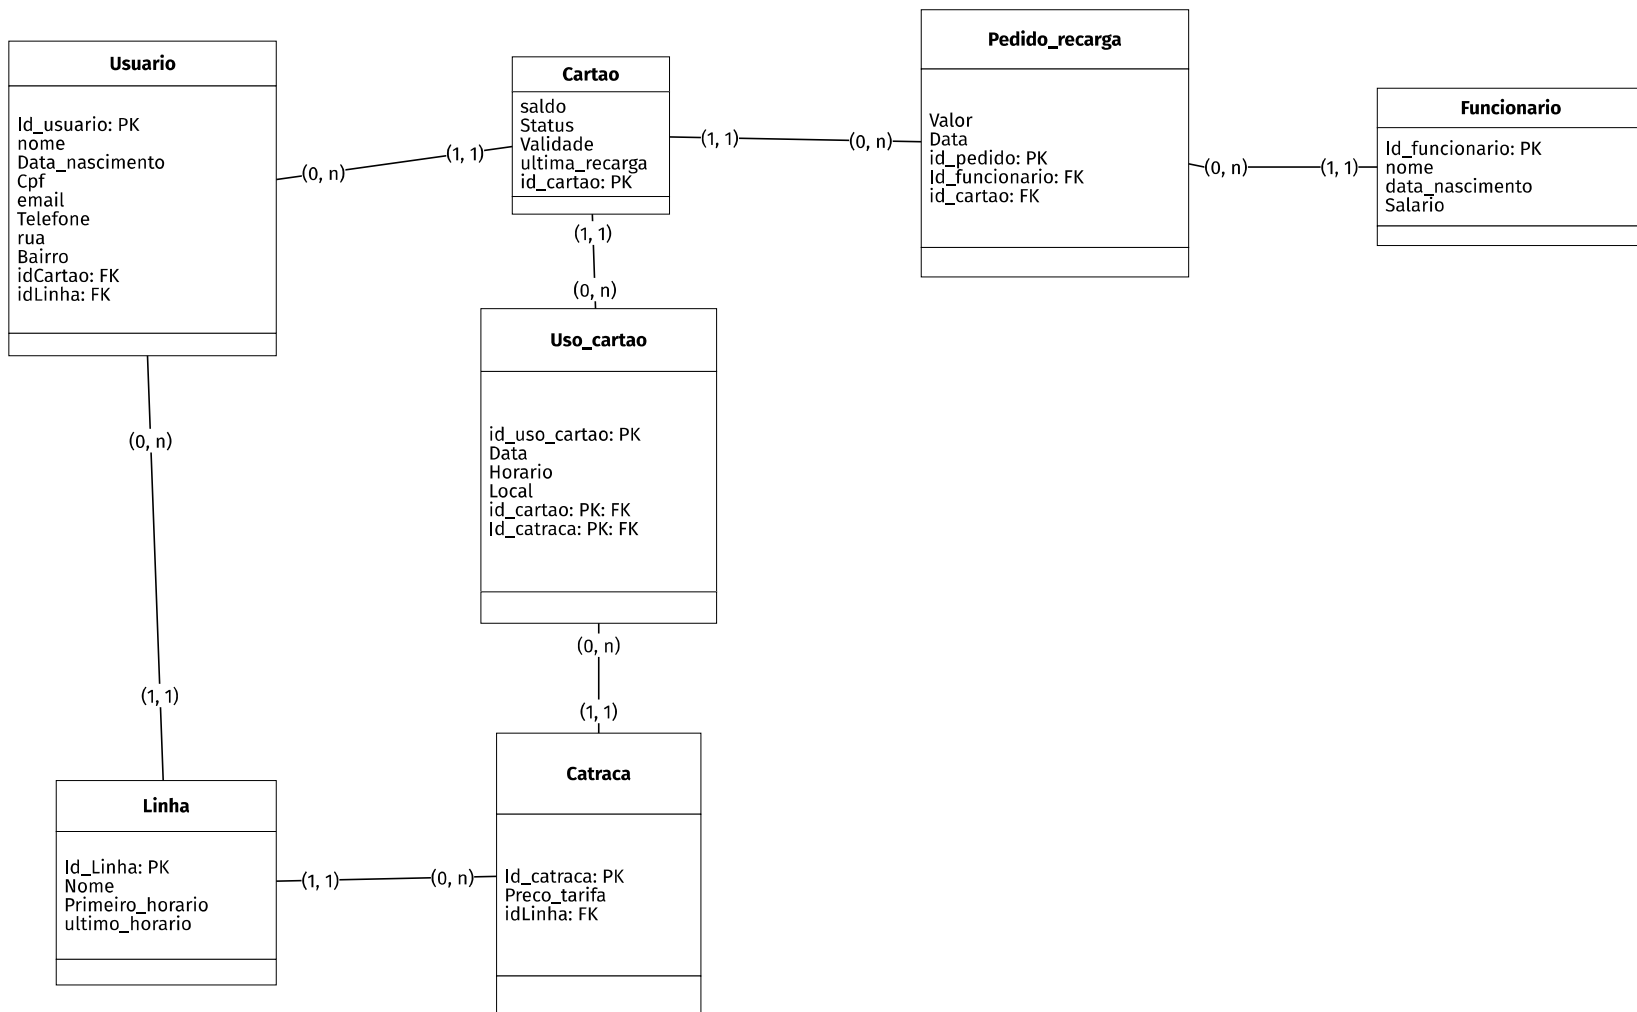 Usuario
Id_usuario: PK
nome
Data_nascimento
Cpf
email
Telefone
rua
Bairro
idCartao: FK
idLinha: FK
(0, n)
(1, 1)
Cartao
saldo
Status
Validade
ultima_recarga
id_cartao: PK
(1, 1)
(0, n)
Pedido_recarga
Valor
Data
id_pedido: PK
Id_funcionario: FK
id_cartao: FK
(0, n)
(1, 1)
Funcionario
Id_funcionario: PK
nome
data_nascimento
Salario
(1, 1)
(0, n)
Uso_cartao
id_uso_cartao: PK
Data
Horario
Local
id_cartao: PK: FK
Id_catraca: PK: FK
(0, n)
(1, 1)
(0, n)
(1, 1)
Linha
Id_Linha: PK
Nome
Primeiro_horario
ultimo_horario
(1, 1)
(0, n)
Catraca
Id_catraca: PK
Preco_tarifa
idLinha: FK